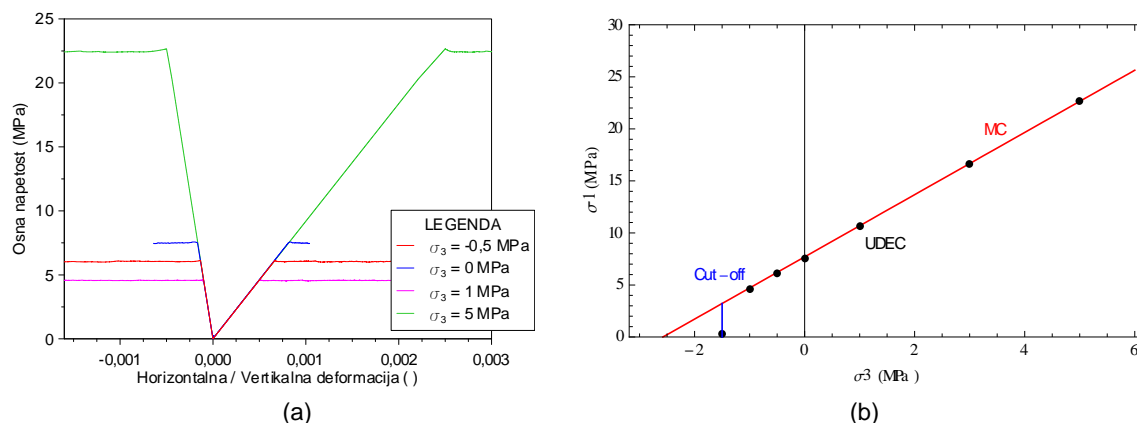 25
20
15
10
5
0
Osna napetost (MPa)
-0,001 0,000 0,001 0,002 0,003
Horizontalna / Vertikalna deformacija ( )
LEGENDA
σ3 = -0,5 MPa
σ3 = 0 MPa
σ3 = 1 MPa
σ3 = 5 MPa
(a)
30
25
20
15
10
5
0
σ1 (MPa)
MC
UDEC
Cut-off
-2 0 2 4 6
σ3 (MPa)
(b)